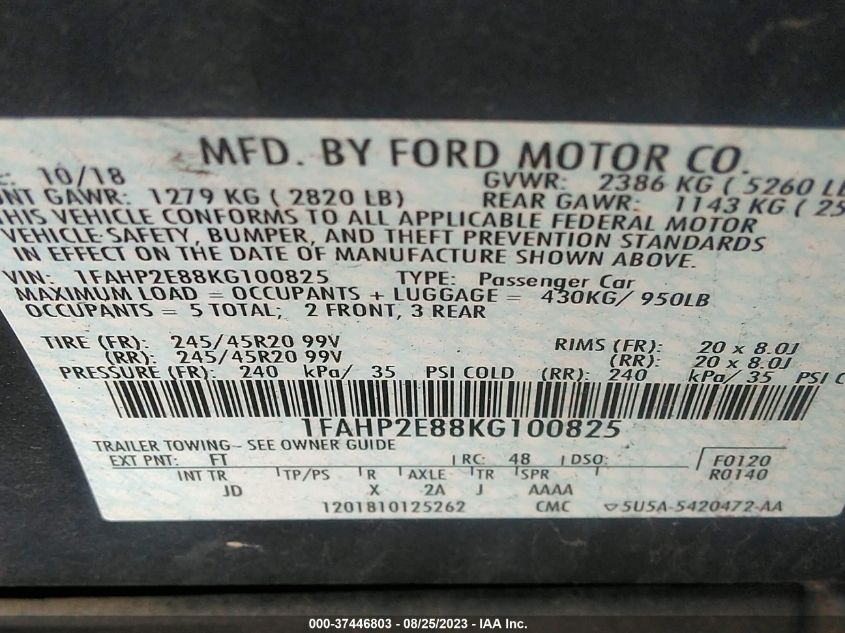 MFD. BY FORD MOTOR CO.
10/18 GVWR: 2386 KG ( 5260 LB
GAWR: 1279 KG ( 2820 LB) REAR GAWR: 1143 KG ( 25
THIS VEHICLE CONFORMS TO ALL APPLICABLE FEDERAL MOTOR
VEHICLE SAFETY, BUMPER, AND THEFT PREVENTION STANDARDS
IN EFFECT ON THE DATE OF MANUFACTURE SHOWN ABOVE.
VIN: 1FAHP2E88KG100825 TYPE: Passenger Car
MAXIMUM LOAD = OCCUPANTS + LUGGAGE = 430KG/ 950LB
OCCUPANTS = 5 TOTAL; 2 FRONT, 3 REAR
TIRE (FR): 245/45R20 99V RIMS (FR): 20 x 8.0J
(RR): 245/45R20 99V (RR): 20 x 8.0J
PRESSURE (FR): 240 kPa/ 35 PSI COLD (RR): 240 kPa/ 35 PSI C
1FAHP2E88KG100825
TRAILER TOWING- SEE OWNER GUIDE
EXT PNT: FT RC: 48 DSO: F0120
INT TR TP/PS R AXLE TR SPR R0140
JD X 2A J AAAA
1201810125262 CMC ▽5U5A-5420472-AA
000-37446803 - 08/25/2023 - IAA Inc.